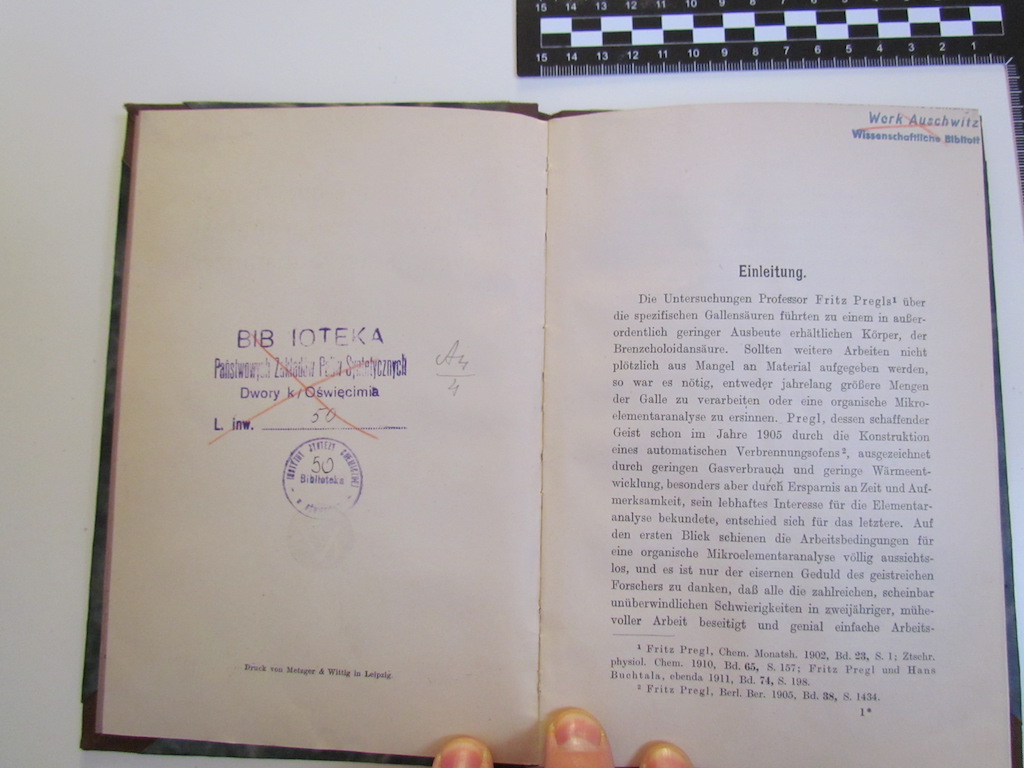 15 14 13 12 11 10 9 8 7 6 5 4 3 2 1
15 14 13 12 11 10 9 8 7 6 5 4 3 2 1
BIB IOTEKA
Państwowych Zakładów Paliw Syntetycznych
Dwory k/Oświęcimia
L. inw. 50
INSTYTUT SYNTEZY CHEMICZNEJ
50
Biblioteka
A4
4
Druck von Metzger & Wittig in Leipzig.
Werk Auschwitz
Wissenschaftliche Biblioth
Einleitung.
Die Untersuchungen Professor Fritz Pregls¹ über
die spezifischen Gallensäuren führten zu einem in außer-
ordentlich geringer Ausbeute erhältlichen Körper, der
Brenzcholoidansäure. Sollten weitere Arbeiten nicht
plötzlich aus Mangel an Material aufgegeben werden,
so war es nötig, entweder jahrelang größere Mengen
der Galle zu verarbeiten oder eine organische Mikro-
elementaranalyse zu ersinnen. Pregl, dessen schaffender
Geist schon im Jahre 1905 durch die Konstruktion
eines automatischen Verbrennungsofens², ausgezeichnet
durch geringen Gasverbrauch und geringe Wärmeent-
wicklung, besonders aber durch Ersparnis an Zeit und Auf-
merksamkeit, sein lebhaftes Interesse für die Elementar-
analyse bekundete, entschied sich für das letztere. Auf
den ersten Blick schienen die Arbeitsbedingungen für
eine organische Mikroelementaranalyse völlig aussichts-
los, und es ist nur der eisernen Geduld des geistreichen
Forschers zu danken, daß alle die zahlreichen, scheinbar
unüberwindlichen Schwierigkeiten in zweijähriger, mühe-
voller Arbeit beseitigt und genial einfache Arbeits-
¹ Fritz Pregl, Chem. Monatsh. 1902, Bd. 23, S. 1; Ztschr.
physiol. Chem. 1910, Bd. 65, S. 157; Fritz Pregl und Hans
Buchtala, ebenda 1911, Bd. 74, S. 198.
² Fritz Pregl, Berl. Ber. 1905, Bd. 38, S. 1434.
1*